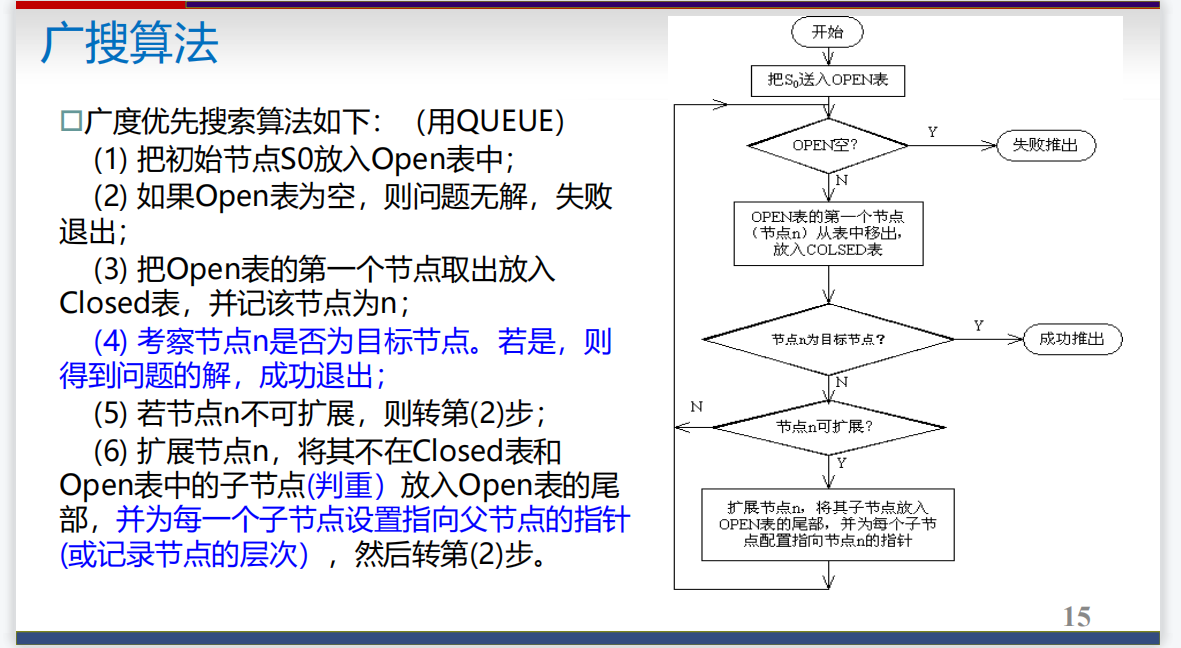 广搜算法
□广度优先搜索算法如下：（用QUEUE）
(1) 把初始节点S0放入Open表中；
(2) 如果Open表为空，则问题无解，失败
退出；
(3) 把Open表的第一个节点取出放入
Closed表，并记该节点为n；
(4) 考察节点n是否为目标节点。若是，则
得到问题的解，成功退出；
(5) 若节点n不可扩展，则转第(2)步；
(6) 扩展节点n，将其不在Closed表和
Open表中的子节点(判重）放入Open表的尾
部，并为每一个子节点设置指向父节点的指针
(或记录节点的层次），然后转第(2)步。
开始
把S0送入OPEN表
OPEN空?
Y
失败推出
N
OPEN表的第一个节点
（节点n）从表中移出，
放入COLSED表
节点n为目标节点?
Y
成功推出
N
节点n可扩展?
N
Y
扩展节点n，将其子节点放入
OPEN表的尾部，并为每个子节
点配置指向节点n的指针
15